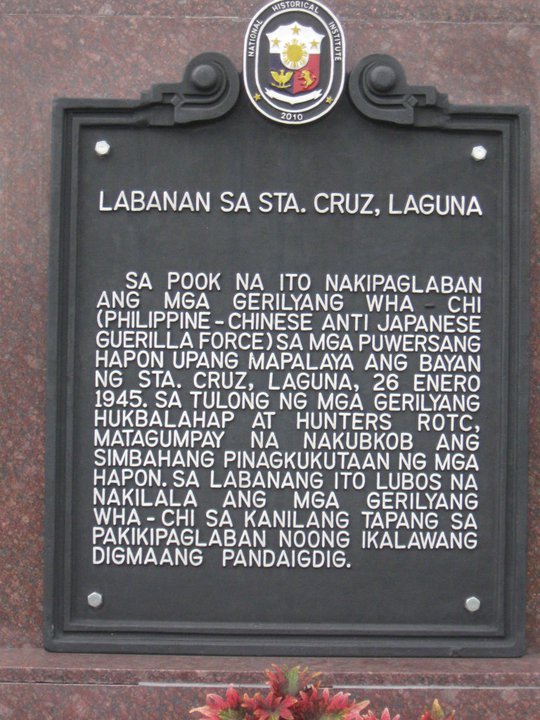 NATIONAL HISTORICAL INSTITUTE
2010
LABANAN SA STA. CRUZ, LAGUNA
SA POOK NA ITO NAKIPAGLABAN
ANG MGA GERILYANG WHA - CHI
(PHILIPPINE - CHINESE ANTI JAPANESE
GUERILLA FORCE) SA MGA PUWERSANG
HAPON UPANG MAPALAYA ANG BAYAN
NG STA. CRUZ, LAGUNA, 26 ENERO
1945. SA TULONG NG MGA GERILYANG
HUKBALAHAP AT HUNTERS ROTC,
MATAGUMPAY NA NAKUBKOB ANG
SIMBAHANG PINAGKUKUTAAN NG MGA
HAPON. SA LABANANG ITO LUBOS NA
NAKILALA ANG MGA GERILYANG
WHA - CHI SA KANILANG TAPANG SA
PAKIKIPAGLABAN NOONG IKALAWANG
DIGMAANG PANDAIGDIG.